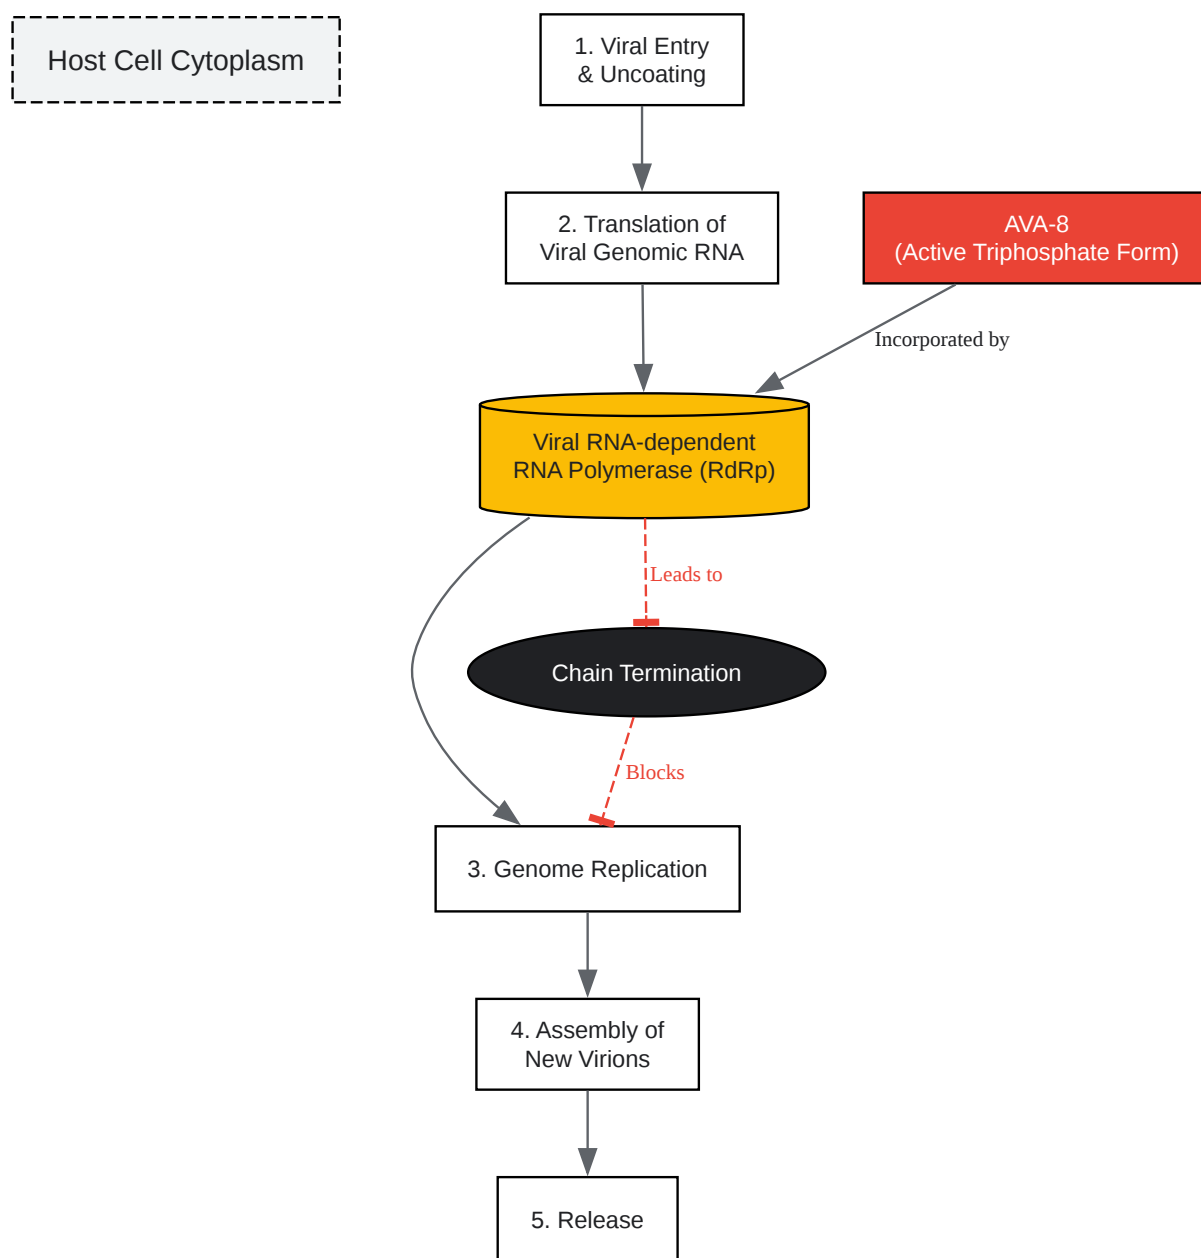 Host Cell Cytoplasm
1. Viral Entry
& Uncoating
2. Translation of
Viral Genomic RNA
AVA-8
(Active Triphosphate Form)
Incorporated by
Viral RNA-dependent
RNA Polymerase (RdRp)
Leads to
Chain Termination
Blocks
3. Genome Replication
4. Assembly of
New Virions
5. Release